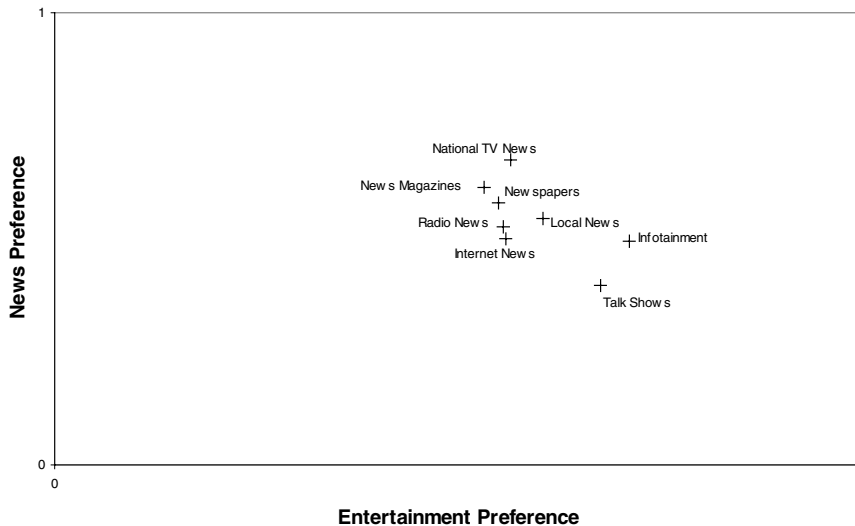 1
National TV News
News Magazines
Newspapers
Radio News
Local News
Infotainment
Internet News
Talk Shows
News Preference
0
0
Entertainment Preference